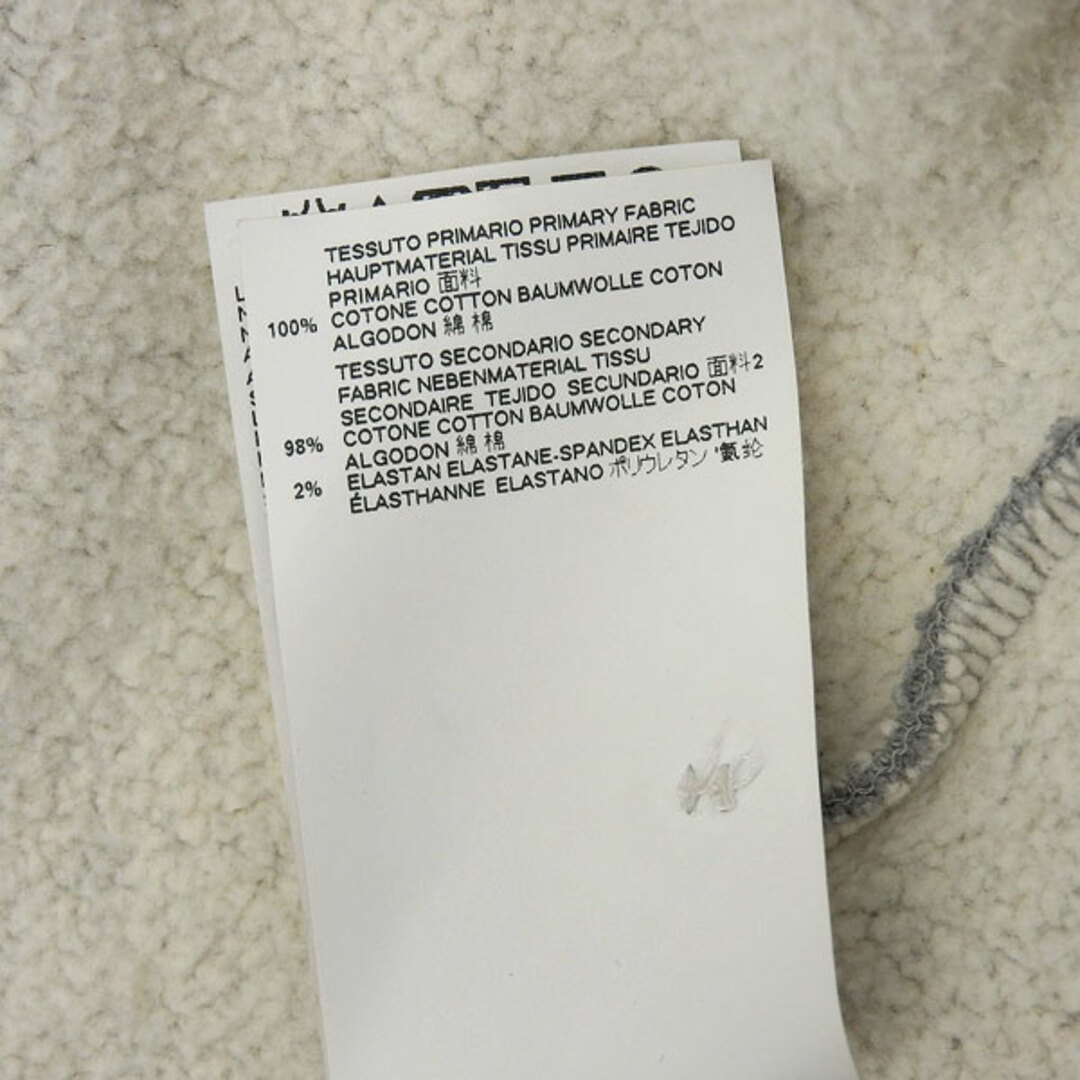 TESSUTO PRIMARIO PRIMARY FABRIC
HAUPTMATERIAL TISSU PRIMAIRE TEJIDO
PRIMARIO 面料
100% COTONE COTTON BAUMWOLLE COTON
ALGODON 綿 棉
TESSUTO SECONDARIO SECONDARY
FABRIC NEBENMATERIAL TISSU
SECONDAIRE TEJIDO SECUNDARIO 面料2
98% COTONE COTTON BAUMWOLLE COTON
ALGODON 綿 棉
2% ELASTAN ELASTANE-SPANDEX ELASTHAN
ÉLASTHANNE ELASTANO ポリウレタン